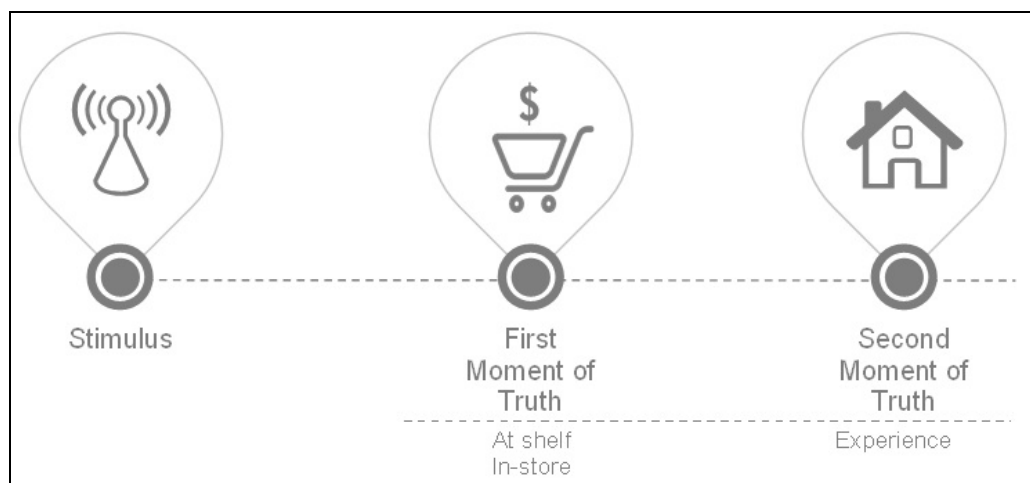 $
Stimulus
First
Moment of
Truth
Second
Moment of
Truth
At shelf
In-store
Experience